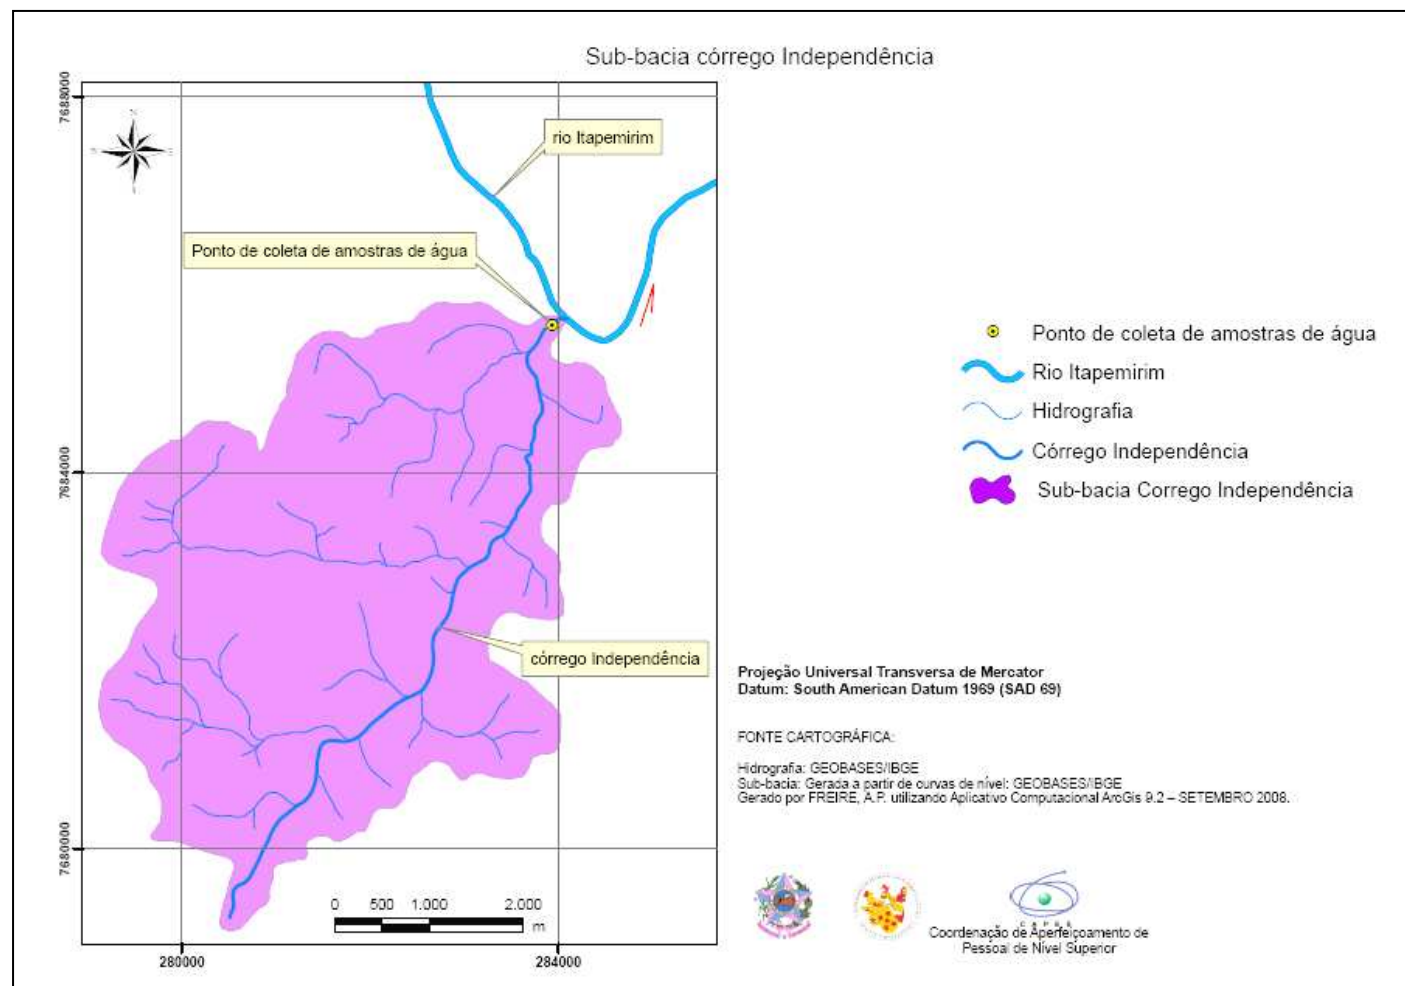 Sub-bacia córrego Independência
7688000
N
rio Itapemirim
Ponto de coleta de amostras de água
7684000
córrego Independência
7680000
0 500 1.000 2.000
m
280000 284000
Ponto de coleta de amostras de água
Rio Itapemirim
Hidrografia
Córrego Independência
Sub-bacia Corrego Independência
Projeção Universal Transversa de Mercator
Datum: South American Datum 1969 (SAD 69)
FONTE CARTOGRÁFICA:
Hidrografia: GEOBASES/IBGE
Sub-bacia: Gerada a partir de curvas de nível: GEOBASES/IBGE
Gerado por FREIRE, A.P. utilizando Aplicativo Computacional ArcGis 9.2 – SETEMBRO 2008.
C A P E S
Coordenação de Aperfeiçoamento de
Pessoal de Nível Superior